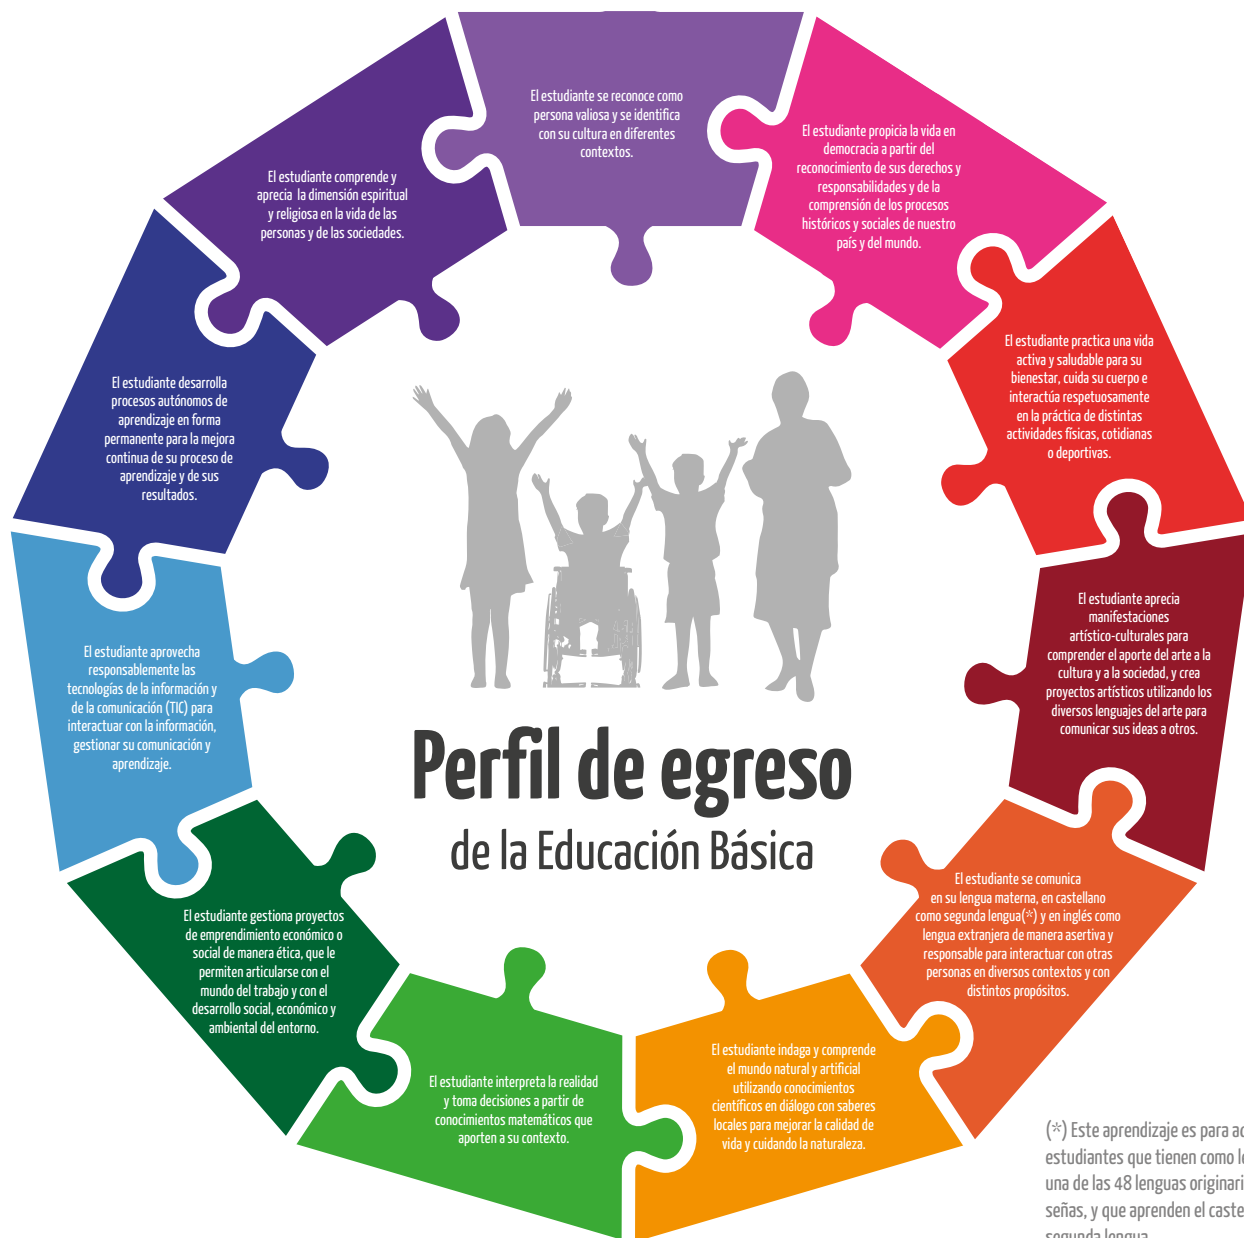 El estudiante se reconoce como
persona valiosa y se identifica
con su cultura en diferentes
contextos.
El estudiante propicia la vida en
democracia a partir del
reconocimiento de sus derechos y
responsabilidades y de la
comprensión de los procesos
históricos y sociales de nuestro
país y del mundo.
El estudiante practica una vida
activa y saludable para su
bienestar, cuida su cuerpo e
interactúa respetuosamente
en la práctica de distintas
actividades físicas, cotidianas
o deportivas.
El estudiante aprecia
manifestaciones
artístico-culturales para
comprender el aporte del arte a la
cultura y a la sociedad, y crea
proyectos artísticos utilizando los
diversos lenguajes del arte para
comunicar sus ideas a otros.
El estudiante se comunica
en su lengua materna, en castellano
como segunda lengua(*) y en inglés como
lengua extranjera de manera asertiva y
responsable para interactuar con otras
personas en diversos contextos y con
distintos propósitos.
El estudiante indaga y comprende
el mundo natural y artificial
utilizando conocimientos
científicos en diálogo con saberes
locales para mejorar la calidad de
vida y cuidando la naturaleza.
El estudiante interpreta la realidad
y toma decisiones a partir de
conocimientos matemáticos que
aporten a su contexto.
El estudiante gestiona proyectos
de emprendimiento económico o
social de manera ética, que le
permiten articularse con el
mundo del trabajo y con el
desarrollo social, económico y
ambiental del entorno.
El estudiante aprovecha
responsablemente las
tecnologías de la información y
de la comunicación (TIC) para
interactuar con la información,
gestionar su comunicación y
aprendizaje.
El estudiante desarrolla
procesos autónomos de
aprendizaje en forma
permanente para la mejora
continua de su proceso de
aprendizaje y de sus
resultados.
El estudiante comprende y
aprecia la dimensión espiritual
y religiosa en la vida de las
personas y de las sociedades.
Perfil de egreso
de la Educación Básica
(*) Este aprendizaje es para
estudiantes que tienen como
una de las 48 lenguas
señas, y que aprenden el
segunda lengua